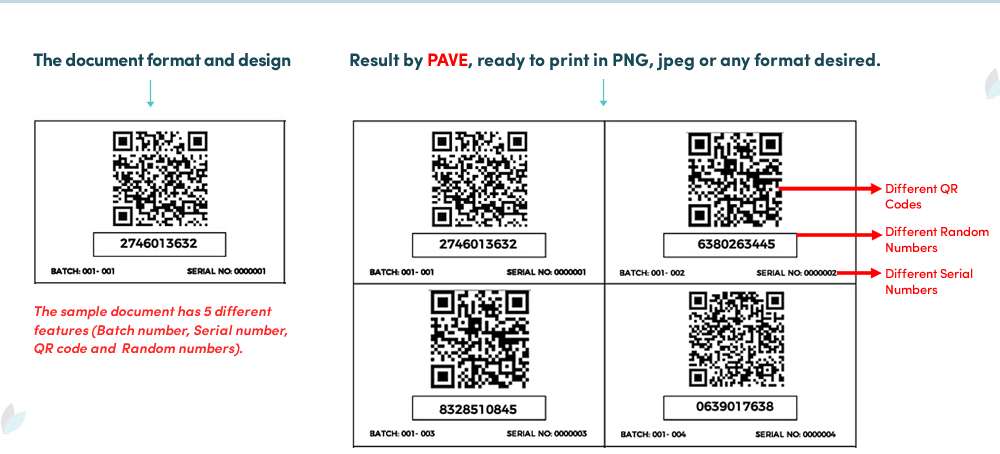 The document format and design
Result by PAVE, ready to print in PNG, jpeg or any format desired.
2746013632
BATCH: 001- 001
SERIAL NO: 0000001
The sample document has 5 different
features (Batch number, Serial number,
QR code and Random numbers).
2746013632
BATCH: 001- 001
SERIAL NO: 0000001
6380263445
BATCH: 001- 002
SERIAL NO: 0000002
8328510845
BATCH: 001- 003
SERIAL NO: 0000003
0639017638
BATCH: 001- 004
SERIAL NO: 0000004
Different QR
Codes
Different Random
Numbers
Different Serial
Numbers